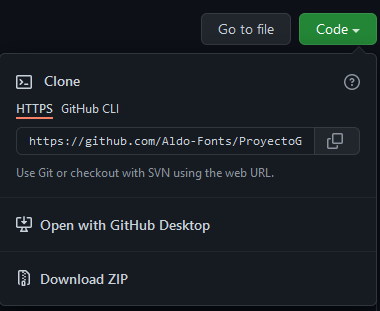 Go to file
Code
Clone
HTTPS GitHub CLI
https://github.com/Aldo-Fonts/ProyectoG
Use Git or checkout with SVN using the web URL.
Open with GitHub Desktop
Download ZIP